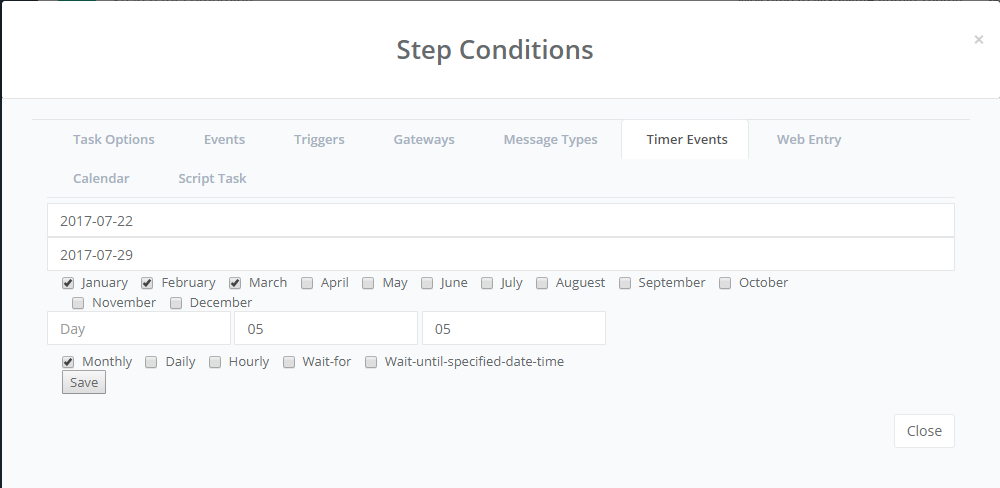 Step Conditions
×
Task Options Events Triggers Gateways Message Types Timer Events Web Entry
Calendar Script Task
2017-07-22
2017-07-29
January February March April May June July Auguest September October
November December
Day 05 05
Monthly Daily Hourly Wait-for Wait-until-specified-date-time
Save
Close